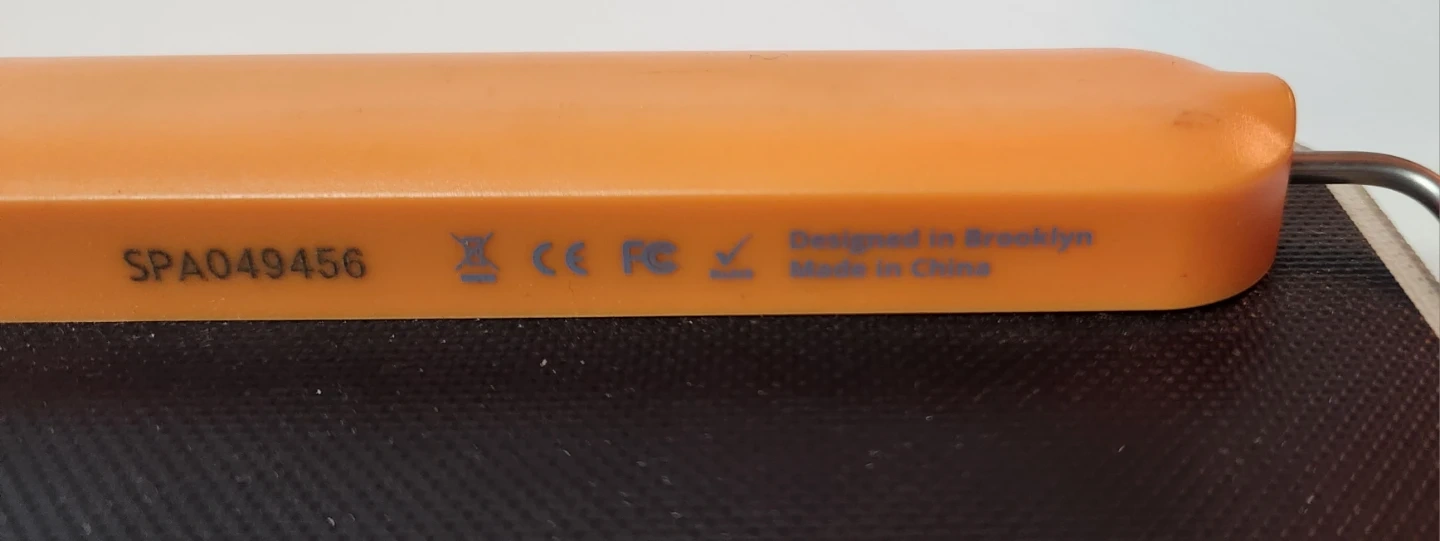 SPA049456
CE FC
Designed in Brooklyn
Made in China